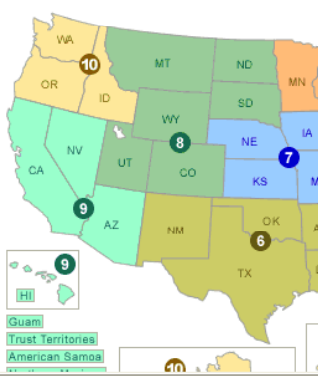 WA
MT
ND
MN
10
OR
ID
SD
WY
IA
NE
8
7
NV
UT
CO
CA
KS
M
9
AZ
OK
NM
6
TX
9
HI
Guam
Trust Territories
American Samoa
10